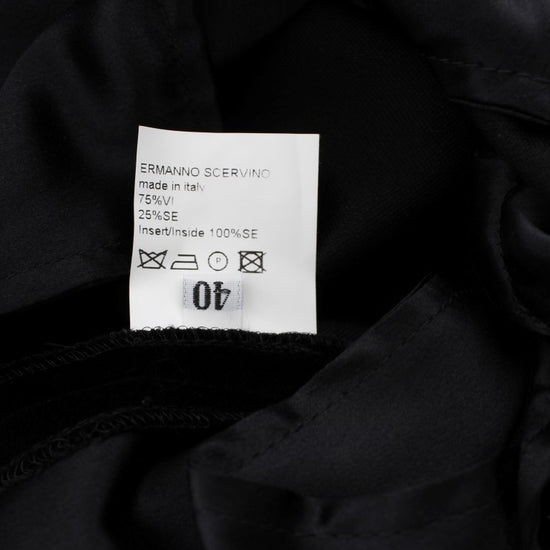 ERMANNO SCERVINO
made in italy
75%VI
25%SE
Insert/Inside 100%SE
P
40